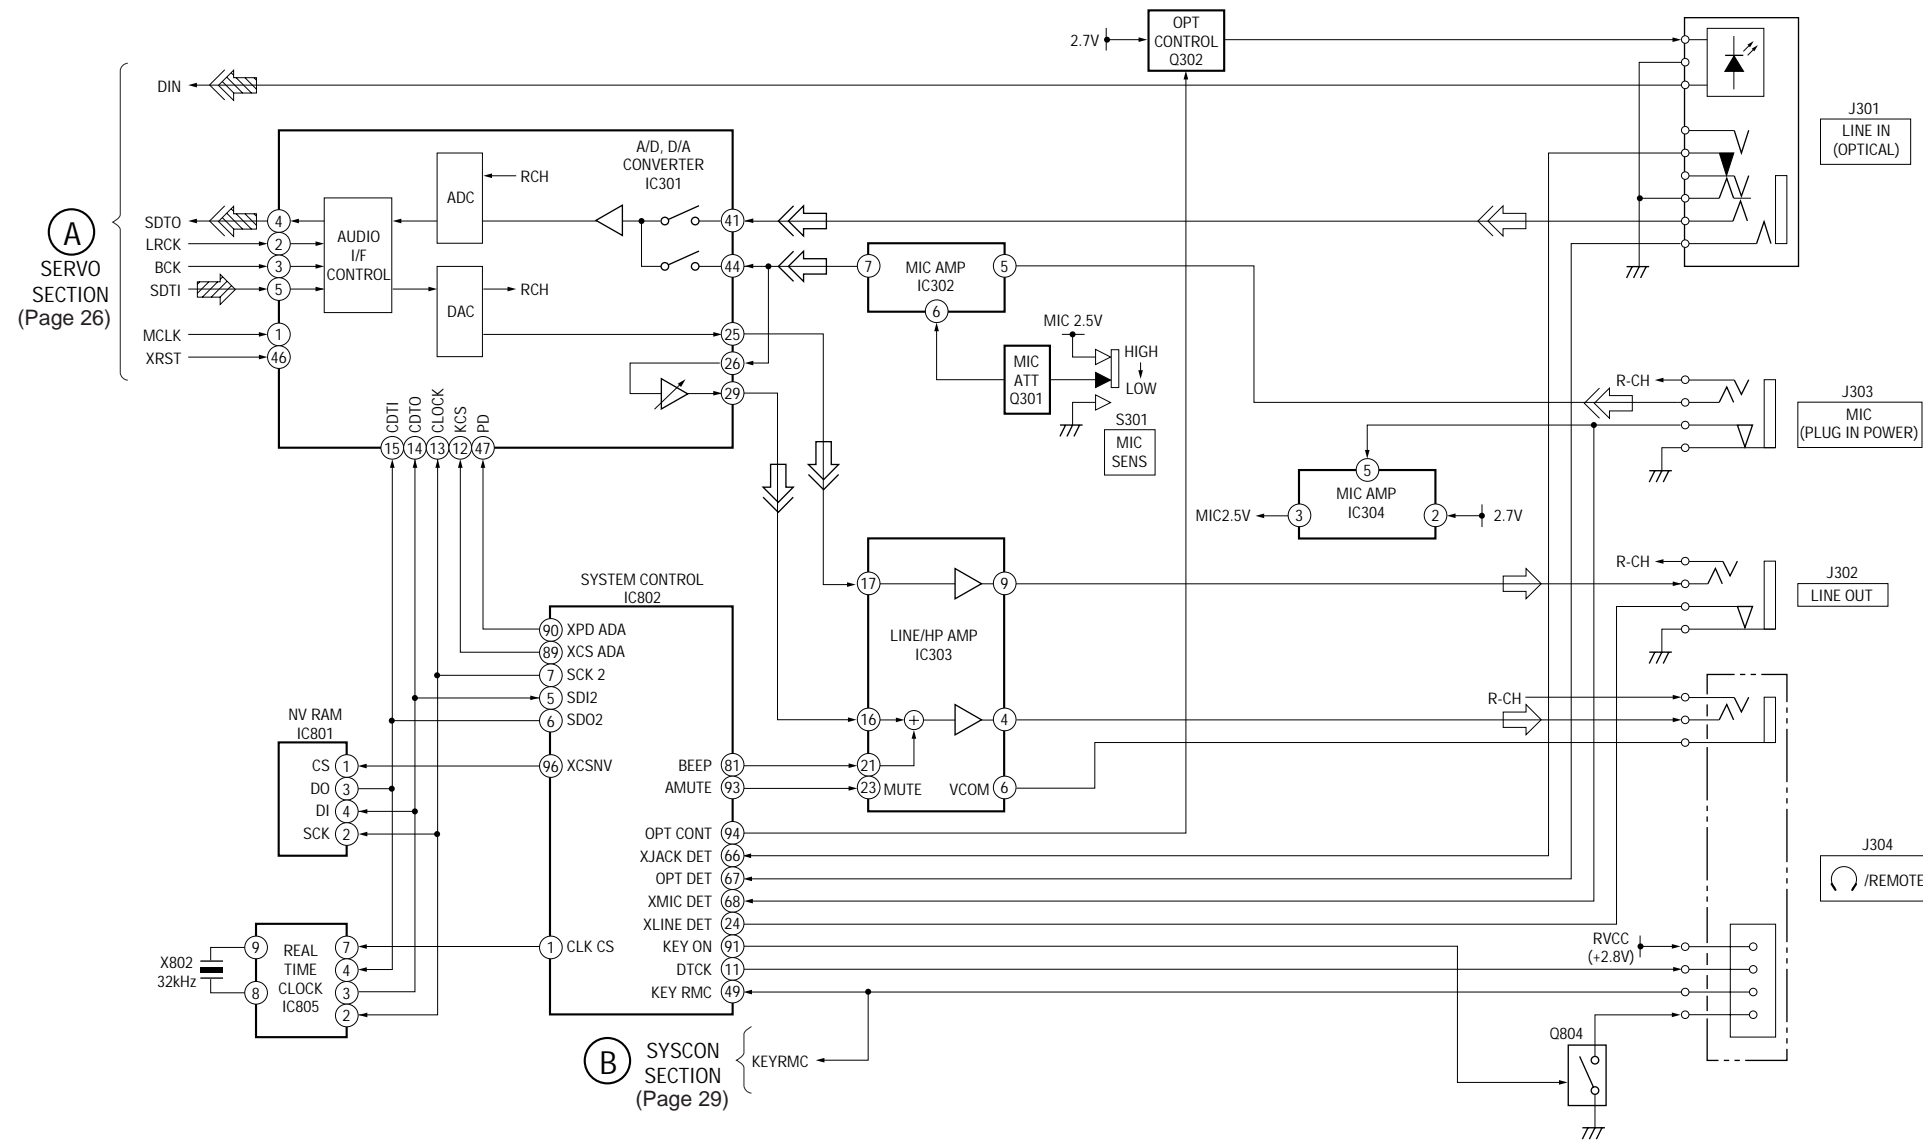 OPT
CONTROL
Q302
2.7V
DIN
J301
LINE IN
(OPTICAL)
A/D, D/A
CONVERTER
IC301
ADC
RCH
A
SERVO
SECTION
(Page 26)
SDTO
LRCK
BCK
SDTI
MCLK
XRST
4
2
3
5
1
46
AUDIO
I/F
CONTROL
DAC
RCH
41
44
25
26
29
7
MIC AMP
IC302
5
6
MIC 2.5V
HIGH
LOW
MIC
ATT
Q301
S301
MIC
SENS
R-CH
J303
MIC
(PLUG IN POWER)
CDTI
CDTO
CLOCK
KCS
PD
15
14
13
12
47
5
MIC AMP
IC304
MIC2.5V
3
2
2.7V
R-CH
J302
LINE OUT
17
9
LINE/HP AMP
IC303
16
+
4
21
23 MUTE
VCOM 6
R-CH
SYSTEM CONTROL
IC802
90 XPD ADA
89 XCS ADA
7 SCK 2
5 SDI2
6 SDO2
96 XCSNV
BEEP 81
AMUTE 93
OPT CONT 94
XJACK DET 66
OPT DET 67
XMIC DET 68
XLINE DET 24
KEY ON 91
DTCK 11
KEY RMC 49
1 CLK CS
NV RAM
IC801
CS 1
DO 3
DI 4
SCK 2
X802
32kHz
9
8
REAL
TIME
CLOCK
IC805
7
4
3
2
J304
/REMOTE
RVCC
(+2.8V)
Q804
B
SYSCON
SECTION
(Page 29)
KEYRMC